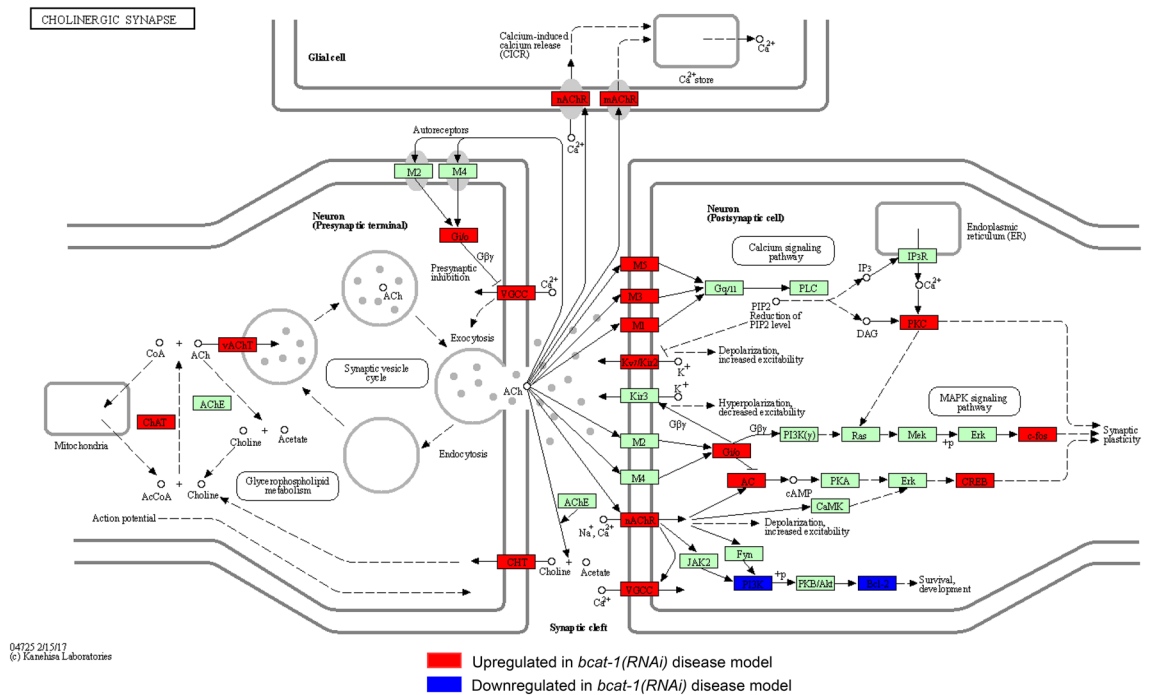 CHOLINERGIC SYNAPSE
Glial cell
Calcium-induced
calcium release
(CICR)
Ca2+
Ca2+ store
nAChR
mAChR
Ca2+
Autoreceptors
M2
M4
Neuron
(Presynaptic terminal)
Gi/o
Gβγ
Presynaptic
inhibition
VGCC
Ca2+
Exocytosis
ACh
CoA
+
ACh
vAChT
Synaptic vesicle
cycle
ACh
Mitochondria
ChAT
AChE
Choline
+
Acetate
Endocytosis
AcCoA
+
Choline
Glycerophospholipid
metabolism
Action potential
CHT
Choline
+
Acetate
AChE
Synaptic cleft
Neuron
(Postsynaptic cell)
Calcium signaling
pathway
Endoplasmic
reticulum (ER)
IP3R
M5
M3
M1
Gq/11
PLC
IP3
Ca2+
PIP2
Reduction of
PIP2 level
DAG
PKC
Depolarization,
increased excitability
K+
Kir3
K+
Hyperpolarization,
decreased excitability
Gβγ
MAPK signaling
pathway
M2
M4
Gi/o
Gβγ
PI3K(γ)
Ras
Mek
+p
Erk
c-fos
Synaptic
plasticity
AC
cAMP
PKA
Erk
CREB
CaMK
nAChR
Na+, Ca2+
Depolarization,
increased excitability
JAK2
Fyn
VGCC
Ca2+
PI3K
+p
PKB/Akt
Bcl-2
Survival,
development
04725 2/15/17
(c) Kanehisa Laboratories
Upregulated in bcat-1(RNAi) disease model
Downregulated in bcat-1(RNAi) disease model